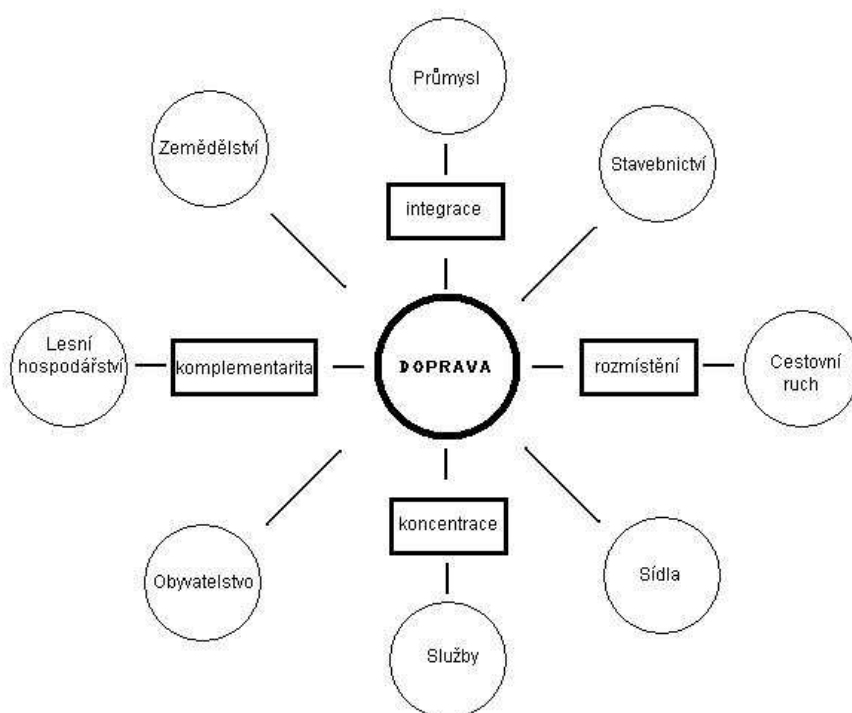 Průmysl
Zemědělství
Stavebnictví
integrace
Lesní
hospodářství
komplementarita
DOPRAVA
rozmístění
Cestovní
ruch
koncentrace
Obyvatelstvo
Sídla
Služby